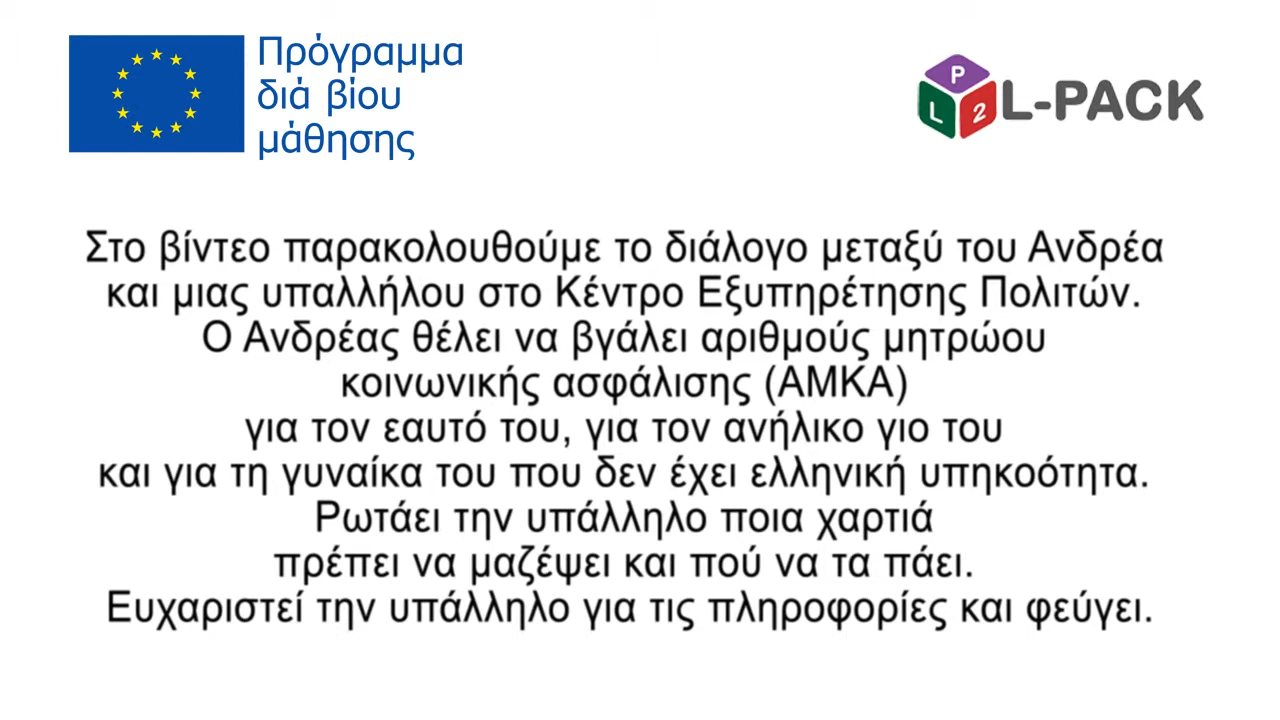 Πρόγραμμα
διά βίου
μάθησης
P
L
2
L-PACK
Στο βίντεο παρακολουθούμε το διάλογο μεταξύ του Ανδρέα
και μιας υπαλλήλου στο Κέντρο Εξυπηρέτησης Πολιτών.
Ο Ανδρέας θέλει να βγάλει αριθμούς μητρώου
κοινωνικής ασφάλισης (ΑΜΚΑ)
για τον εαυτό του, για τον ανήλικο γιο του
και για τη γυναίκα του που δεν έχει ελληνική υπηκοότητα.
Ρωτάει την υπάλληλο ποια χαρτιά
πρέπει να μαζέψει και πού να τα πάει.
Ευχαριστεί την υπάλληλο για τις πληροφορίες και φεύγει.